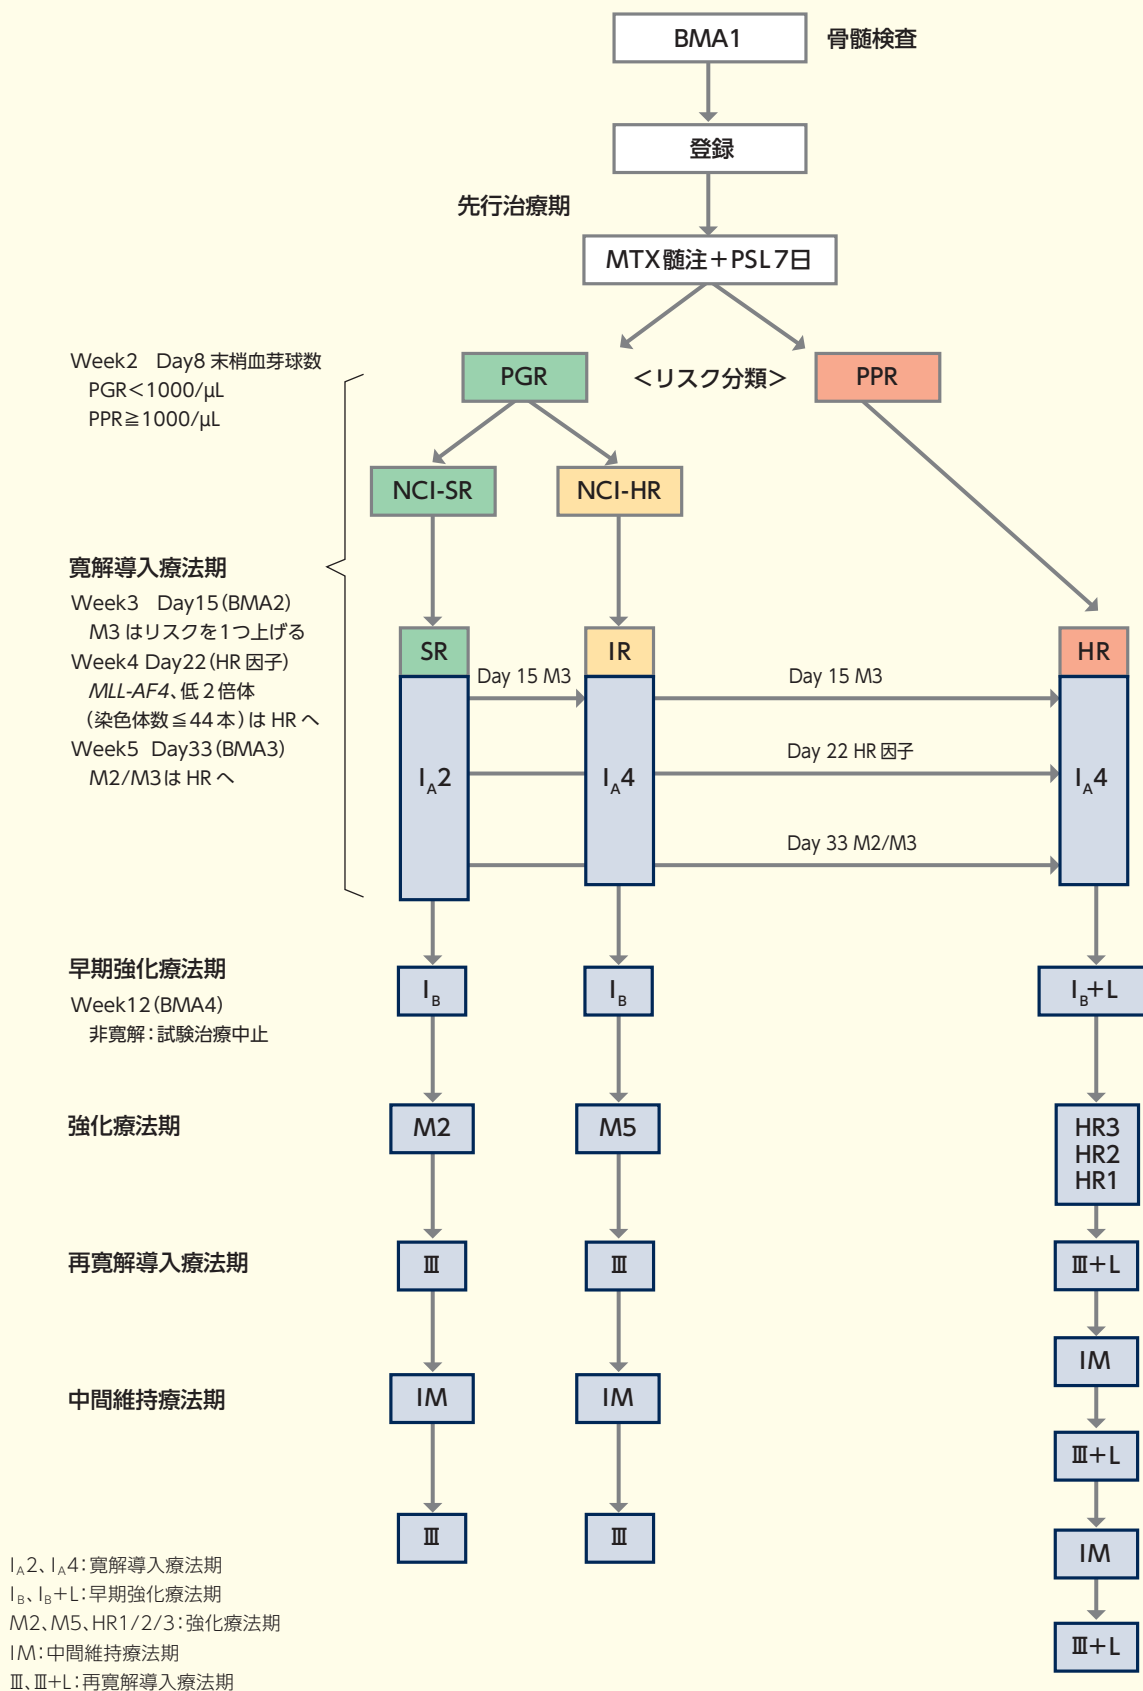 BMA1
骨髄検査
登録
先行治療期
MTX髄注＋PSL7日
Week2 Day8 末梢血芽球数
PGR＜1000/μL
PPR≧1000/μL
PGR
＜リスク分類＞
PPR
NCI-SR
NCI-HR
寛解導入療法期
Week3 Day15(BMA2)
M3はリスクを1つ上げる
Week4 Day22(HR因子)
MLL-AF4、低2倍体
(染色体数≦44本)はHRへ
Week5 Day33(BMA3)
M2/M3はHRへ
SR
IR
HR
Day 15 M3
Day 15 M3
Day 22 HR因子
IA2
IA4
IA4
Day 33 M2/M3
早期強化療法期
Week12(BMA4)
非寛解：試験治療中止
IB
IB
IB+L
強化療法期
M2
M5
HR3
HR2
HR1
再寛解導入療法期
Ⅲ
Ⅲ
Ⅲ+L
中間維持療法期
IM
IM
IM
Ⅲ+L
Ⅲ
Ⅲ
IM
Ⅲ+L
IA2、IA4：寛解導入療法期
IB、IB+L：早期強化療法期
M2、M5、HR1/2/3：強化療法期
IM：中間維持療法期
Ⅲ、Ⅲ+L：再寛解導入療法期